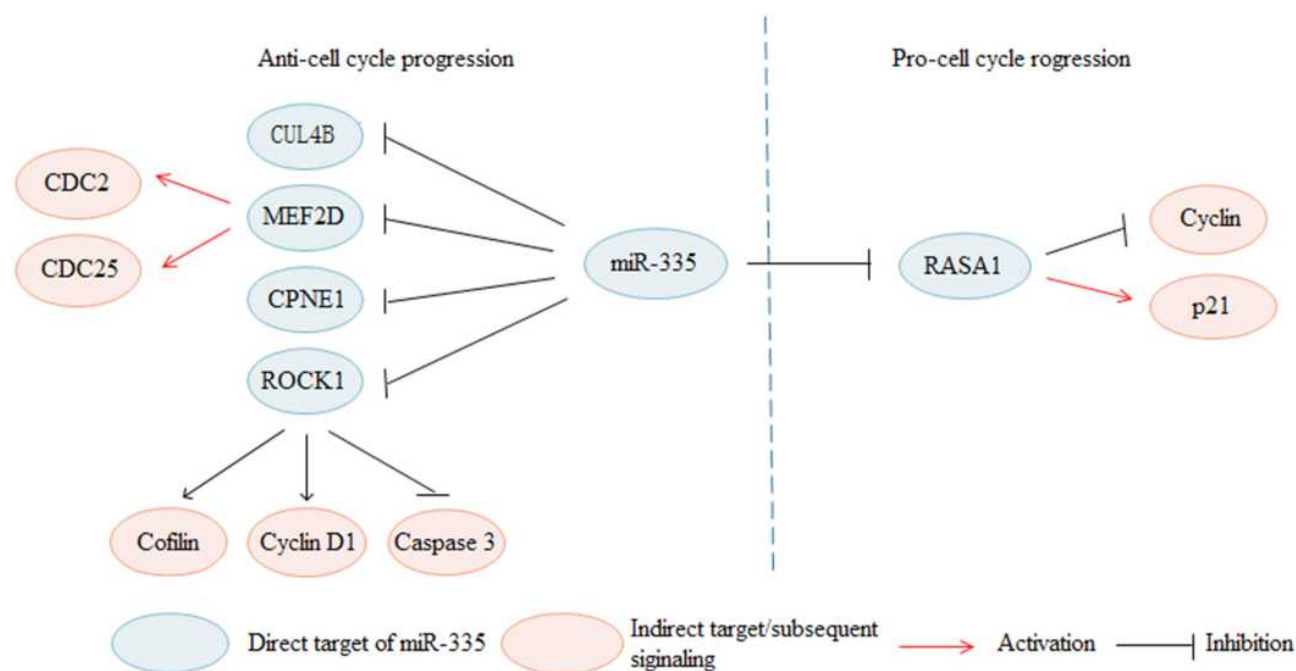 Anti-cell cycle progression
Pro-cell cycle rogression
CUL4B
CDC2
MEF2D
Cyclin
CDC25
miR-335
RASA1
CPNE1
p21
ROCK1
Cofilin
Cyclin D1
Caspase 3
Direct target of miR-335
Indirect target/subsequent
siginaling
Activation
Inhibition